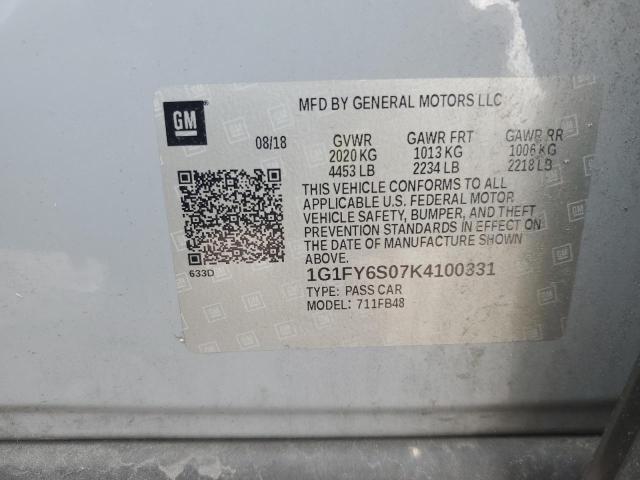 GM
MFD BY GENERAL MOTORS LLC
08/18 GVWR GAWR FRT GAWR RR
2020 KG 1013 KG 1006 KG
4453 LB 2234 LB 2218 LB
THIS VEHICLE CONFORMS TO ALL
APPLICABLE U.S. FEDERAL MOTOR
VEHICLE SAFETY, BUMPER, AND THEFT
PREVENTION STANDARDS IN EFFECT ON
THE DATE OF MANUFACTURE SHOWN
ABOVE.
633D
1G1FY6S07K4100331
TYPE: PASS CAR
MODEL: 711FB48